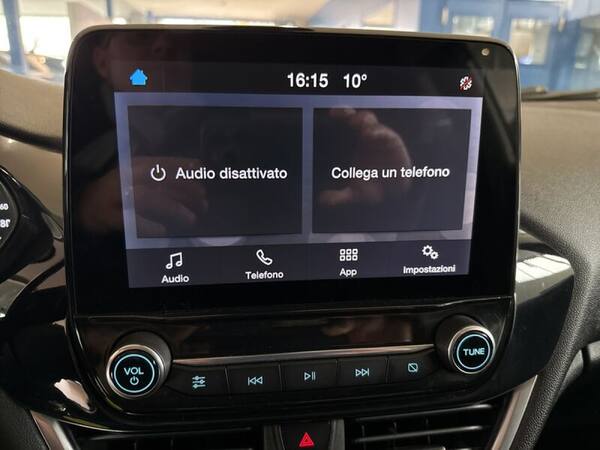 16:15 10°
Audio disattivato
Collega un telefono
Audio
Telefono
App
Impostazioni
VOL
TUNE